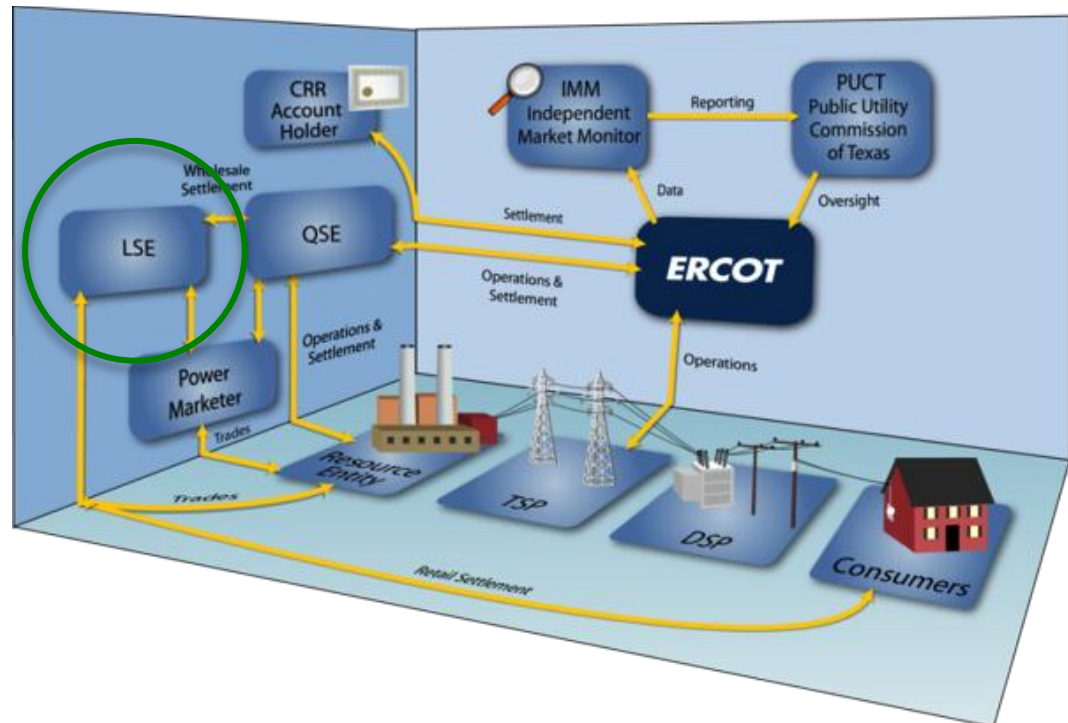 CRR
Account
Holder
IMM
Independent
Market Monitor
Reporting
PUCT
Public Utility
Commission
of Texas
Wholesale
Settlement
Data
Oversight
LSE
QSE
Settlement
ERCOT
Operations &
Settlement
Operations &
Settlement
Operations
Power
Marketer
Trades
Resource
Entity
Trades
TSP
DSP
Consumers
Retail Settlement